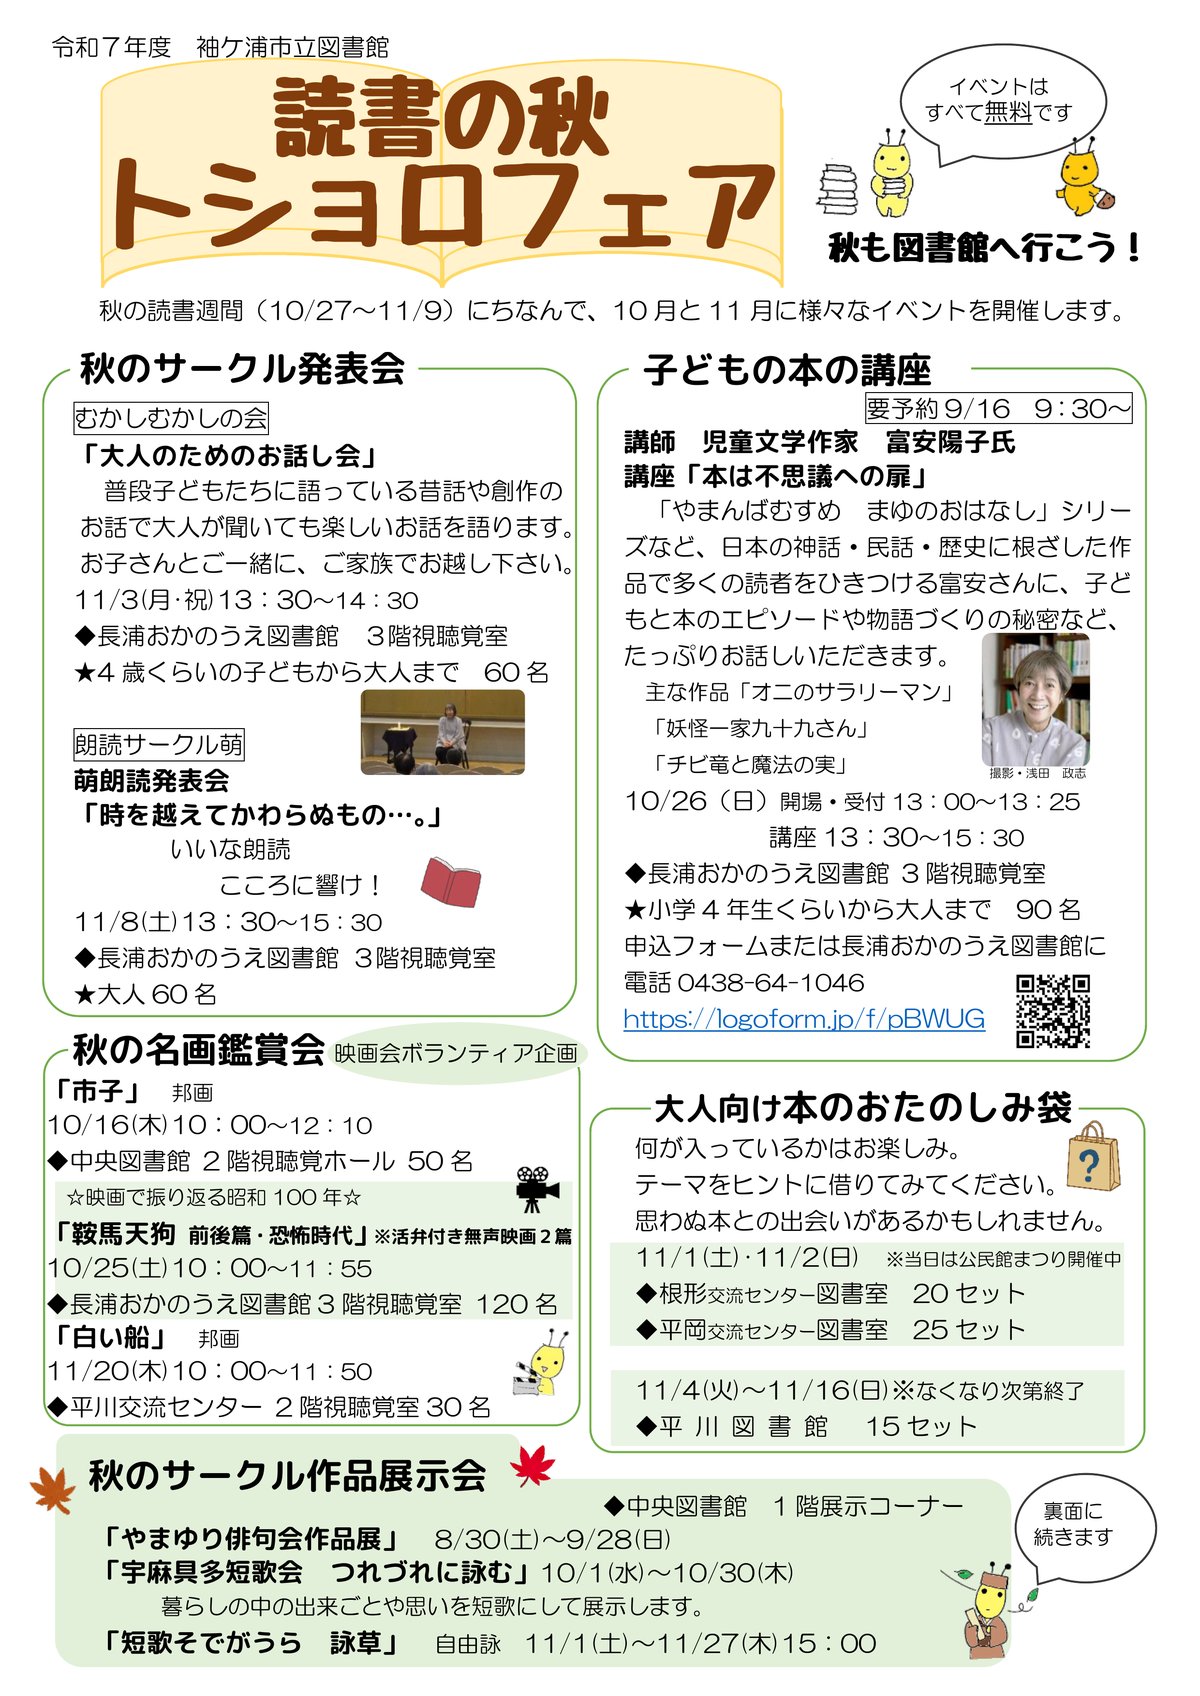 令和７年度　袖ケ浦市立図書館
読書の秋
トショロフェア
イベントは
すべて無料です
秋も図書館へ行こう！
秋の読書週間（10/27～11/9）にちなんで、10月と11月に様々なイベントを開催します。
秋のサークル発表会
むかしむかしの会
「大人のためのお話し会」
普段子どもたちに語っている昔話や創作の
お話で大人が聞いても楽しいお話を語ります。
お子さんとご一緒に、ご家族でお越し下さい。
11/3(月･祝)13：30～14：30
◆長浦おかのうえ図書館　３階視聴覚室
★4歳くらいの子どもから大人まで　60名
朗読サークル萌
萌朗読発表会
「時を越えてかわらぬもの…。」
いいな朗読
こころに響け！
11/8(土)13：30～15：30
◆長浦おかのうえ図書館 ３階視聴覚室
★大人60名
子どもの本の講座
要予約9/16　9：30～
講師　児童文学作家　富安陽子氏
講座「本は不思議への扉」
「やまんばむすめ　まゆのおはなし」シリー
ズなど、日本の神話・民話・歴史に根ざした作
品で多くの読者をひきつける富安さんに、子ど
もと本のエピソードや物語づくりの秘密など、
たっぷりお話しいただきます。
主な作品「オニのサラリーマン」
「妖怪一家九十九さん」
「チビ竜と魔法の実」
撮影・浅田　政志
10/26（日）開場・受付13：00～13：25
講座13：30～15：30
◆長浦おかのうえ図書館 3階視聴覚室
★小学4年生くらいから大人まで　90名
申込フォームまたは長浦おかのうえ図書館に
電話0438-64-1046
https://logoform.jp/f/pBWUG
秋の名画鑑賞会 映画会ボランティア企画
「市子」　邦画
10/16(木)10：00～12：10
◆中央図書館 2階視聴覚ホール 50名
☆映画で振り返る昭和100年☆
「鞍馬天狗 前後篇・恐怖時代」※活弁付き無声映画２篇
10/25(土)10：00～11：55
◆長浦おかのうえ図書館3階視聴覚室 120名
「白い船」　邦画
11/20(木)10：00～11：50
◆平川交流センター 2階視聴覚室30名
大人向け本のおたのしみ袋
何が入っているかはお楽しみ。
テーマをヒントに借りてみてください。
思わぬ本との出会いがあるかもしれません。
?
11/1(土)･11/2(日)　※当日は公民館まつり開催中
◆根形交流センター図書室　20セット
◆平岡交流センター図書室　25セット
11/4(火)～11/16(日)※なくなり次第終了
◆平 川 図 書 館　15セット
秋のサークル作品展示会
◆中央図書館　1階展示コーナー
「やまゆり俳句会作品展」　8/30(土)～9/28(日)
「宇麻具多短歌会　つれづれに詠む」10/1(水)～10/30(木)
暮らしの中の出来ごとや思いを短歌にして展示します。
「短歌そでがうら　詠草」　自由詠　11/1(土)～11/27(木)15：00
裏面に
続きます